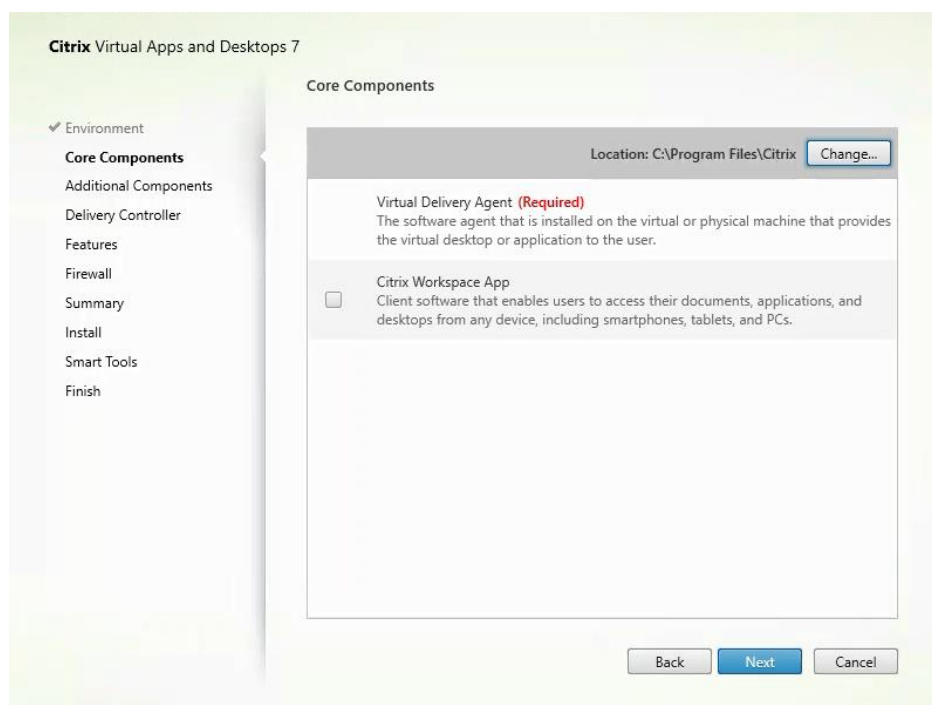 Citrix Virtual Apps and Desktops 7
Core Components
Environment
Core Components
Additional Components
Delivery Controller
Features
Firewall
Summary
Install
Smart Tools
Finish
Location: C:\Program Files\Citrix
Change...
Virtual Delivery Agent (Required)
The software agent that is installed on the virtual or physical machine that provides
the virtual desktop or application to the user.
Citrix Workspace App
Client software that enables users to access their documents, applications, and
desktops from any device, including smartphones, tablets, and PCs.
Back
Next
Cancel